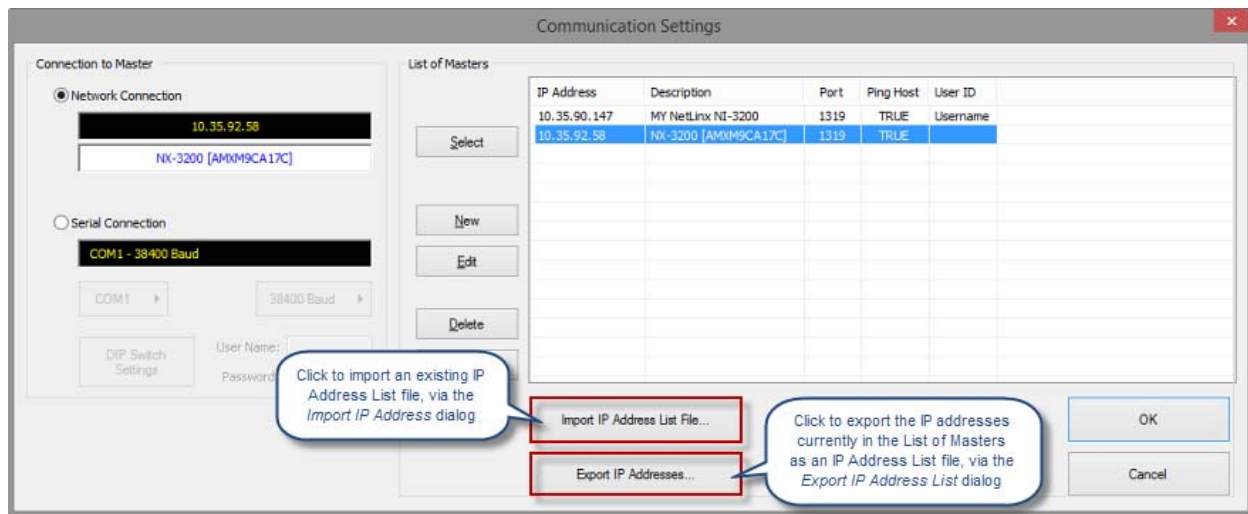 Communication Settings
Connection to Master
Network Connection
10.35.92.58
NX-3200 [AMXM9CA17C]
Serial Connection
COM1 - 38400 Baud
COM1
38400 Baud
DIP Switch
Settings
User Name:
Password
List of Masters
Select
New
Edit
Delete
IP Address Description Port Ping Host User ID
10.35.90.147 MY NetLinx NI-3200 1319 TRUE Username
10.35.92.58 NX-3200 [AMXM9CA17C] 1319 TRUE
Click to import an existing IP
Address List file, via the
Import IP Address dialog
Import IP Address List File...
Export IP Addresses...
Click to export the IP addresses
currently in the List of Masters
as an IP Address List file, via the
Export IP Address List dialog
OK
Cancel